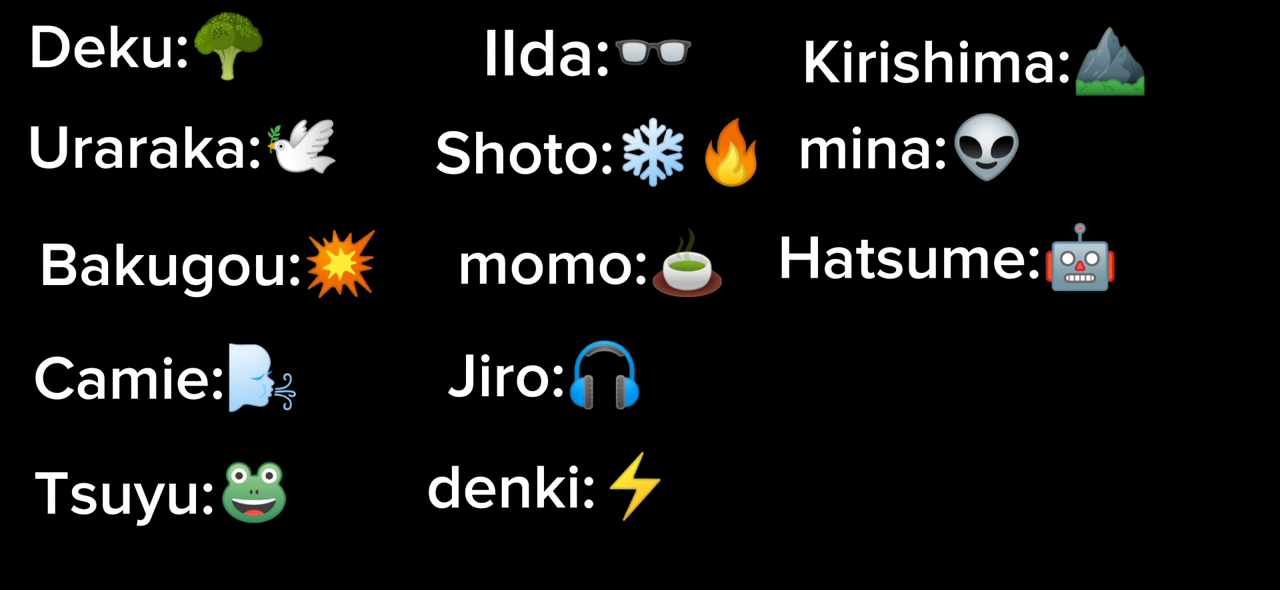 Deku:🥦
Uraraka:🕊️
Bakugou:💥
Camie:🌬️
Tsuyu:🐸
IIda:👓
Shoto:❄️🔥
momo:🍵
Jiro:🎧
denki:⚡
Kirishima:⛰️
mina:👽
Hatsume:🤖